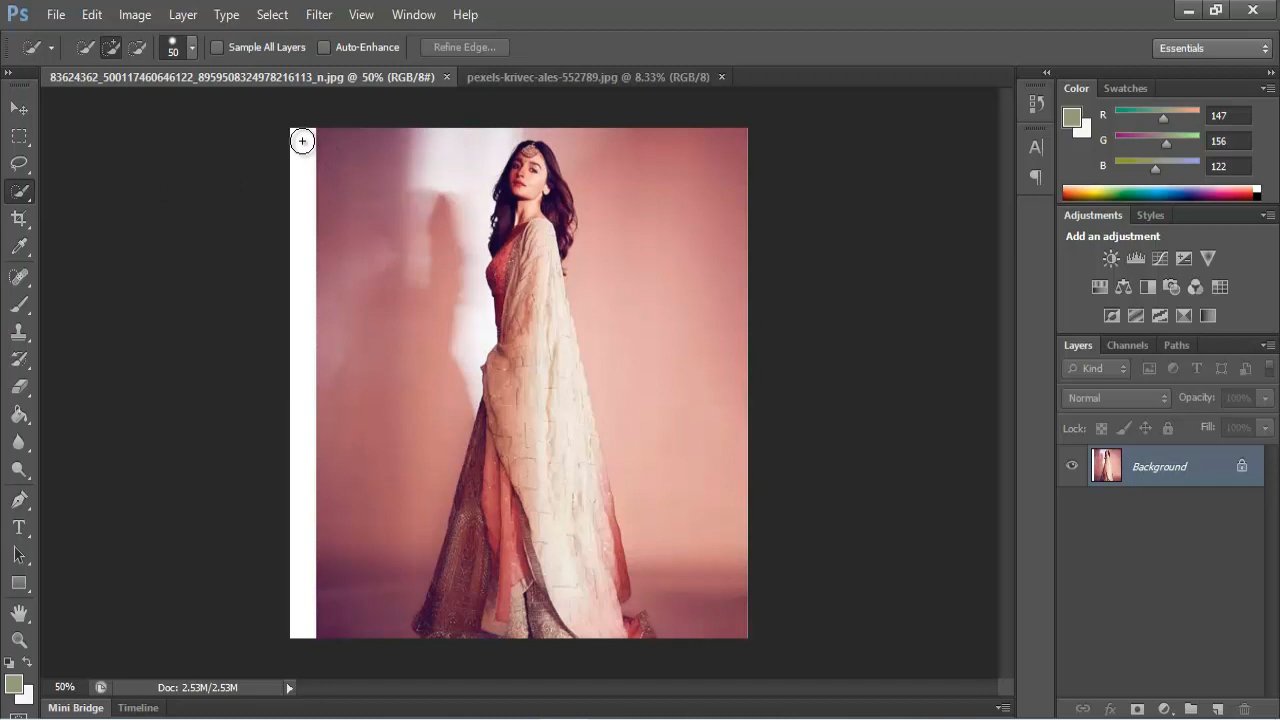 Ps File Edit Image Layer Type Select Filter View Window Help
50 Sample All Layers Auto-Enhance Refine Edge... Essentials
83624362_500117460646122_8959508324978216113_n.jpg @ 50% (RGB/8#) × pexels-krivec-ales-552789.jpg @ 8.33% (RGB/8) ×
Color Swatches
R 147
G 156
B 122
Adjustments Styles
Add an adjustment
Layers Channels Paths
Kind
Normal Opacity: 100%
Lock: Fill: 100%
Background
50% Doc: 2.53M/2.53M
Mini Bridge Timeline